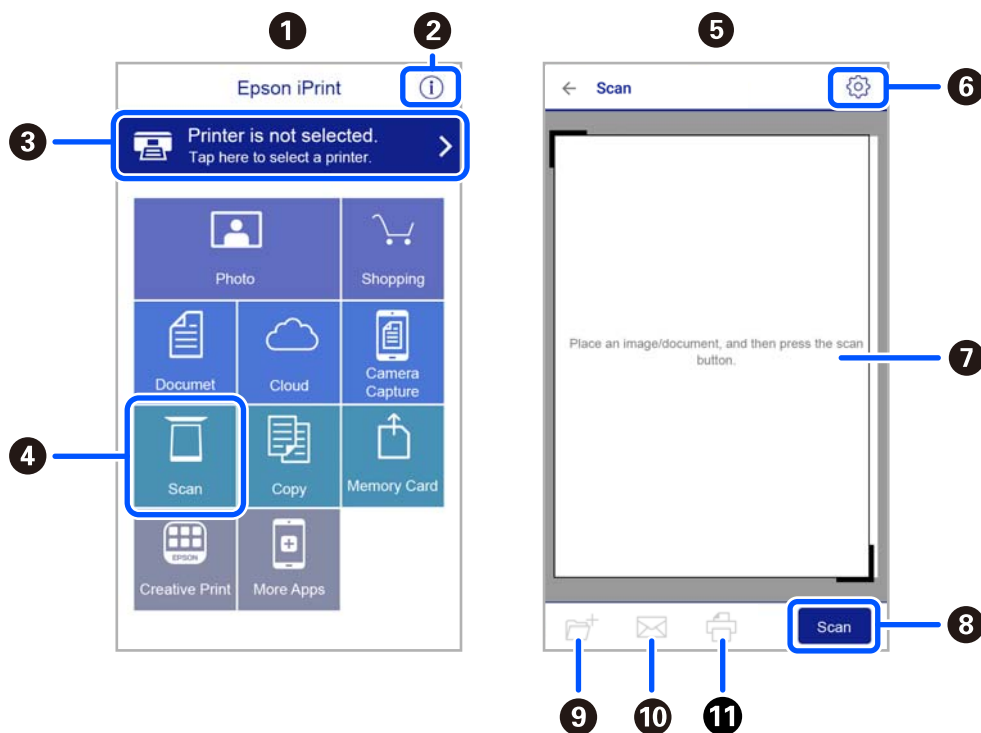 1
2
Epson iPrint
i
3
Printer is not selected.
Tap here to select a printer.
Photo
Shopping
Documet
Cloud
Camera
Capture
4
Scan
Copy
Memory Card
EPSON
Creative Print
More Apps
5
Scan
6
Place an image/document, and then press the scan
button.
7
Scan
8
9
10
11